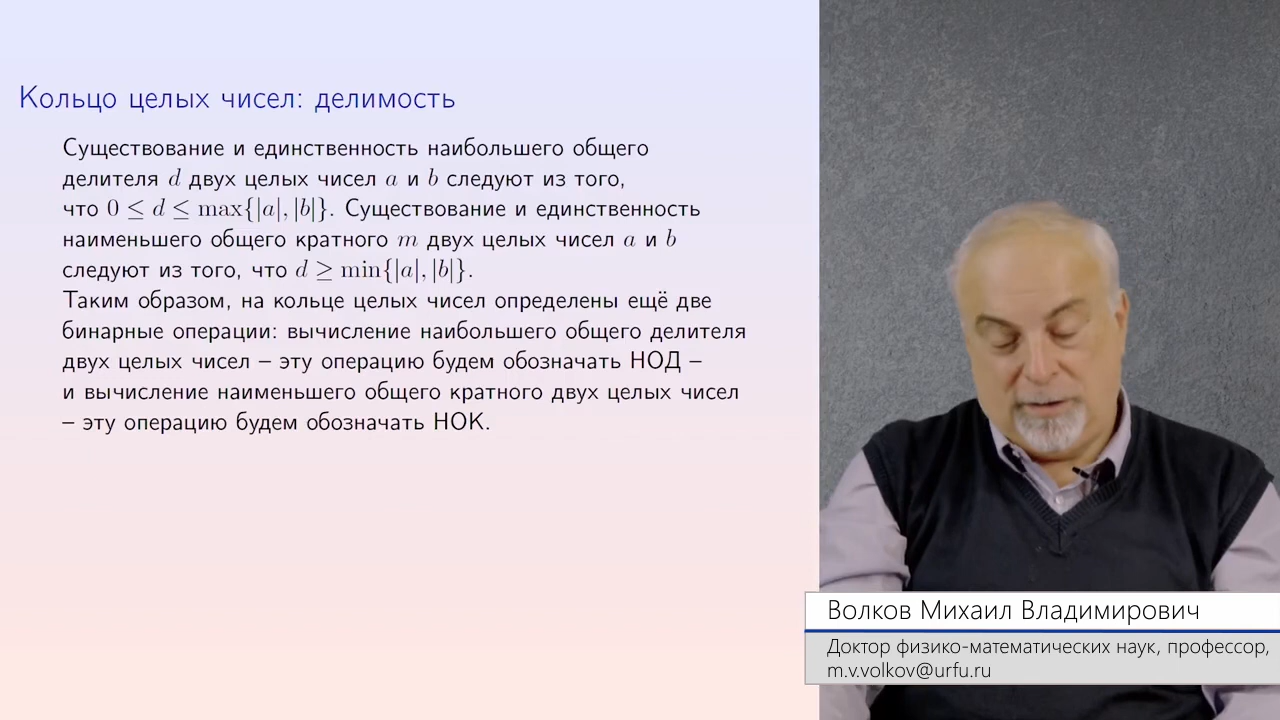 Кольцо целых чисел: делимость
Существование и единственность наибольшего общего
делителя d двух целых чисел a и b следуют из того,
что 0 ≤ d ≤ max{|a|, |b|}. Существование и единственность
наименьшего общего кратного m двух целых чисел a и b
следуют из того, что d ≥ min{|a|, |b|}.
Таким образом, на кольце целых чисел определены ещё две
бинарные операции: вычисление наибольшего общего делителя
двух целых чисел – эту операцию будем обозначать НОД –
и вычисление наименьшего общего кратного двух целых чисел
– эту операцию будем обозначать НОК.
Волков Михаил Владимирович
Доктор физико-математических наук, профессор,
m.v.volkov@urfu.ru